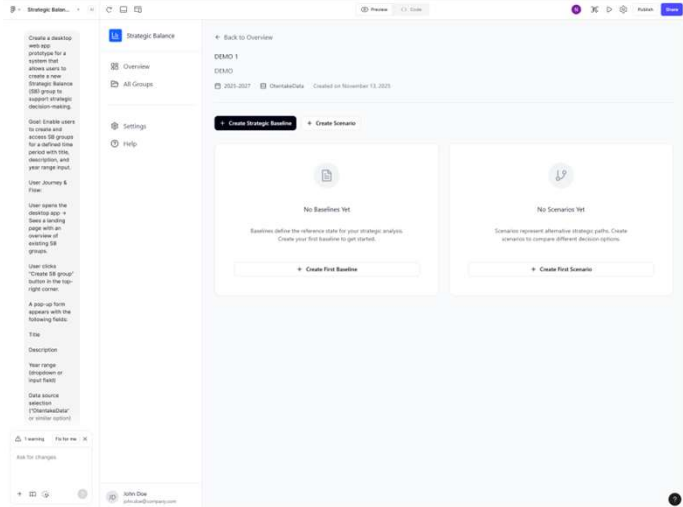 Strategic Balan...
Preview
Code
N
Publish
Share
Create a desktop
web app
prototype for a
system that
allows users to
create a new
Strategic Balance
(SB) group to
support strategic
decision-making.
Goal: Enable users
to create and
access SB groups
for a defined time
period with title,
description, and
year range input.
User Journey &
Flow:
User opens the
desktop app →
Sees a landing
page with an
overview of
existing SB
groups.
User clicks
"Create SB group"
button in the top-
right corner.
A pop-up form
appears with the
following fields:
Title
Description
Year range
(dropdown or
input field)
Data source
selection
("OtentakeData"
or similar option)
1 warning
Fix for me
Ask for changes
Strategic Balance
Overview
All Groups
Settings
Help
JD
John Doe
john.doe@company.com
← Back to Overview
DEMO 1
DEMO
2025-2027
OtentakeData
Created on November 13, 2025
+ Create Strategic Baseline
+ Create Scenario
No Baselines Yet
Baselines define the reference state for your strategic analysis.
Create your first baseline to get started.
+ Create First Baseline
No Scenarios Yet
Scenarios represent alternative strategic paths. Create
scenarios to compare different decision options.
+ Create First Scenario
?